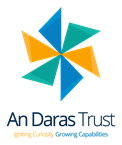 An Daras Trust
Igniting Curiosity Growing Capabilities